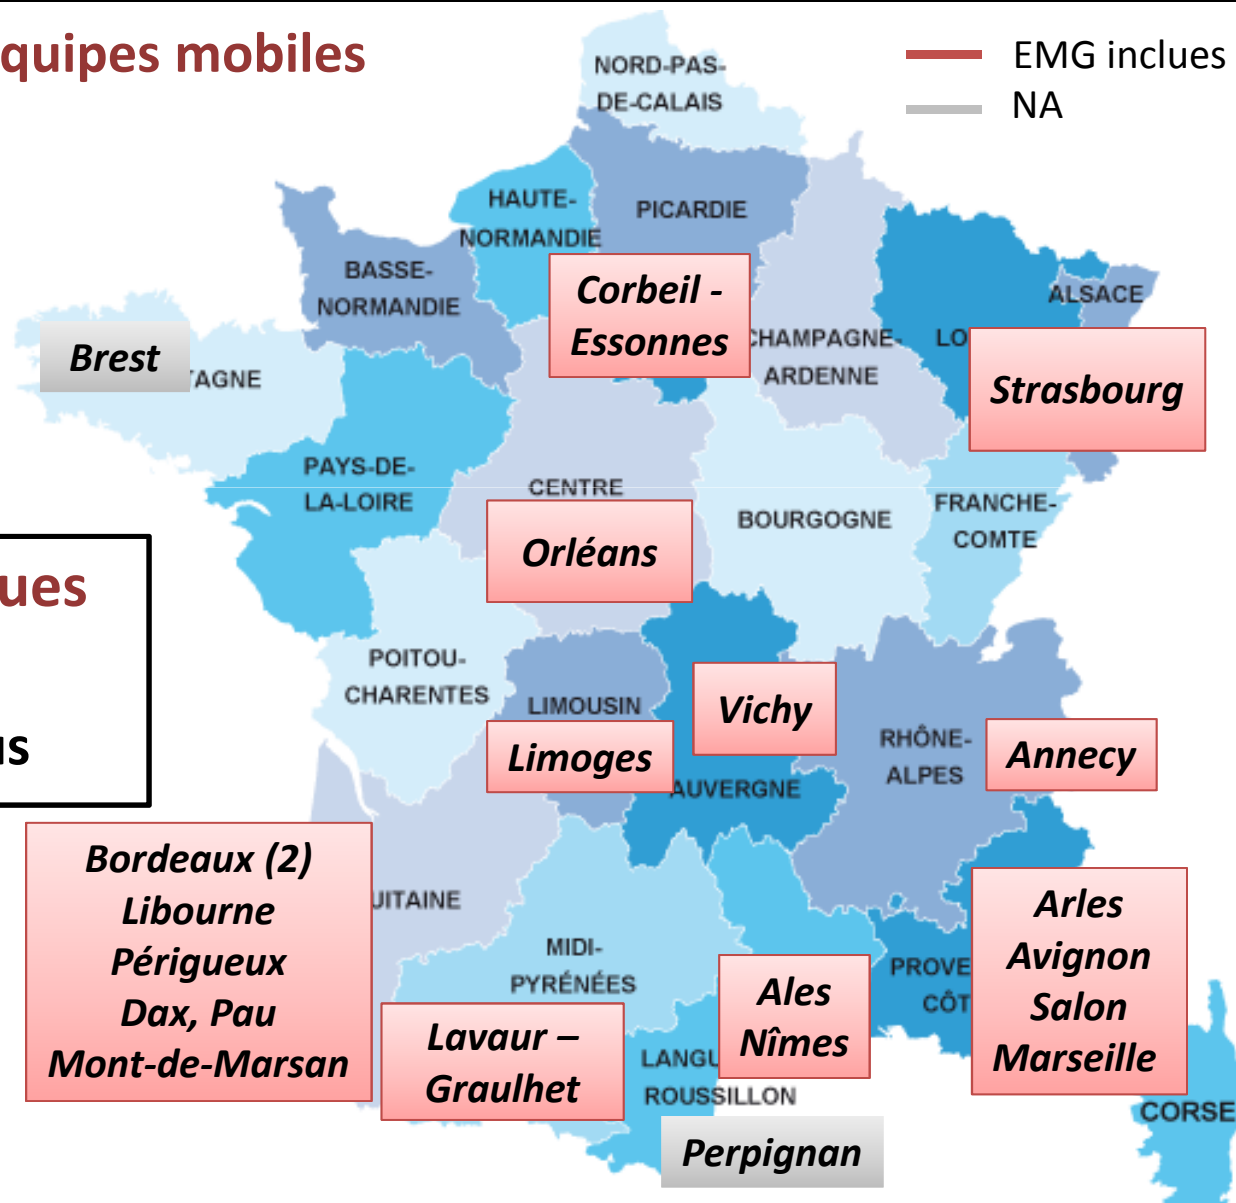 quipes mobiles
EMG inclues
NA
NORD-PAS-
DE-CALAIS
HAUTE-
NORMANDIE
PICARDIE
BASSE-
NORMANDIE
Corbeil -
Essonnes
CHAMPAGNE-
ARDENNE
LO
ALSACE
Strasbourg
Brest
TAGNE
PAYS-DE-
LA-LOIRE
CENTRE
Orléans
BOURGOGNE
FRANCHE-
COMTE
ues
us
POITOU-
CHARENTES
LIMOUSIN
Limoges
Vichy
AUVERGNE
RHÔNE-
ALPES
Annecy
Bordeaux (2)
Libourne
Périgueux
Dax, Pau
Mont-de-Marsan
UITAINE
MIDI-
PYRÉNÉES
Lavaur –
Graulhet
Ales
Nîmes
LANGU
ROUSSILLON
Perpignan
PROVE
CÔT
Arles
Avignon
Salon
Marseille
CORSE